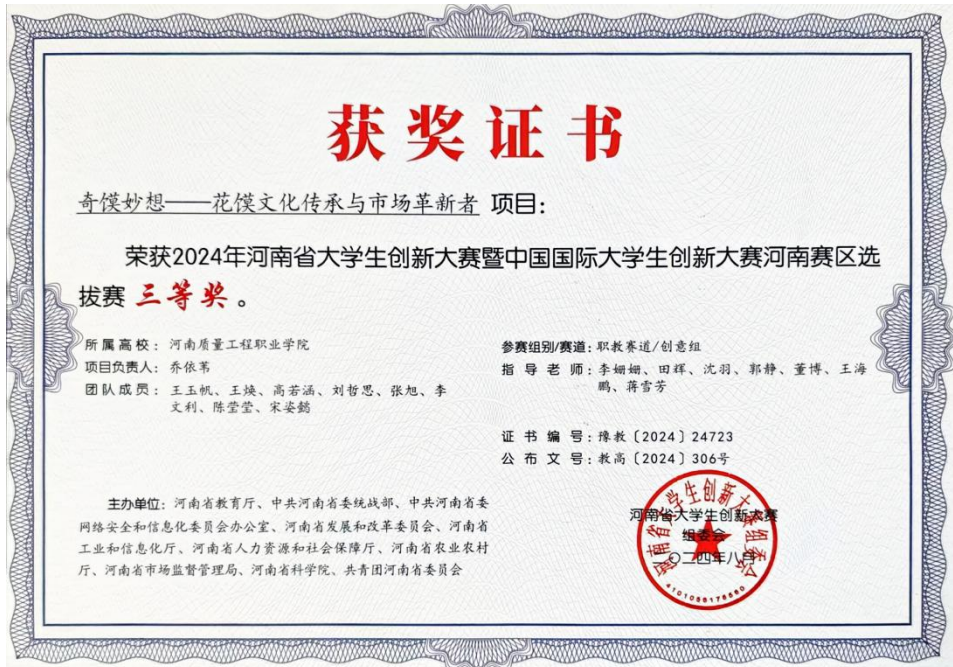 获奖证书
奇馍妙想——花馍文化传承与市场革新者 项目：
荣获2024年河南省大学生创新大赛暨中国国际大学生创新大赛河南赛区选
拔赛 三等奖 。
所属高校：河南质量工程职业学院
项目负责人：乔依茗
团队成员：王玉帆、王焕、高若涵、刘哲思、张旭、李
文利、陈莹莹、宋姿懿
参赛组别/赛道：职教赛道/创意组
指导老师：李姗姗、田辉、沈羽、郭静、董博、王海
鹏、蒋雪芳
证书编号：豫教〔2024〕24723
公布文号：教高〔2024〕306号
主办单位：河南省教育厅、中共河南省委统战部、中共河南省委
网络安全和信息化委员会办公室、河南省发展和改革委员会、河南省
工业和信息化厅、河南省人力资源和社会保障厅、河南省农业农村
厅、河南省市场监督管理局、河南省科学院、共青团河南省委员会
河南省大学生创新大赛
组委会
二〇二四年八月
河南省大学生创新大赛组委会